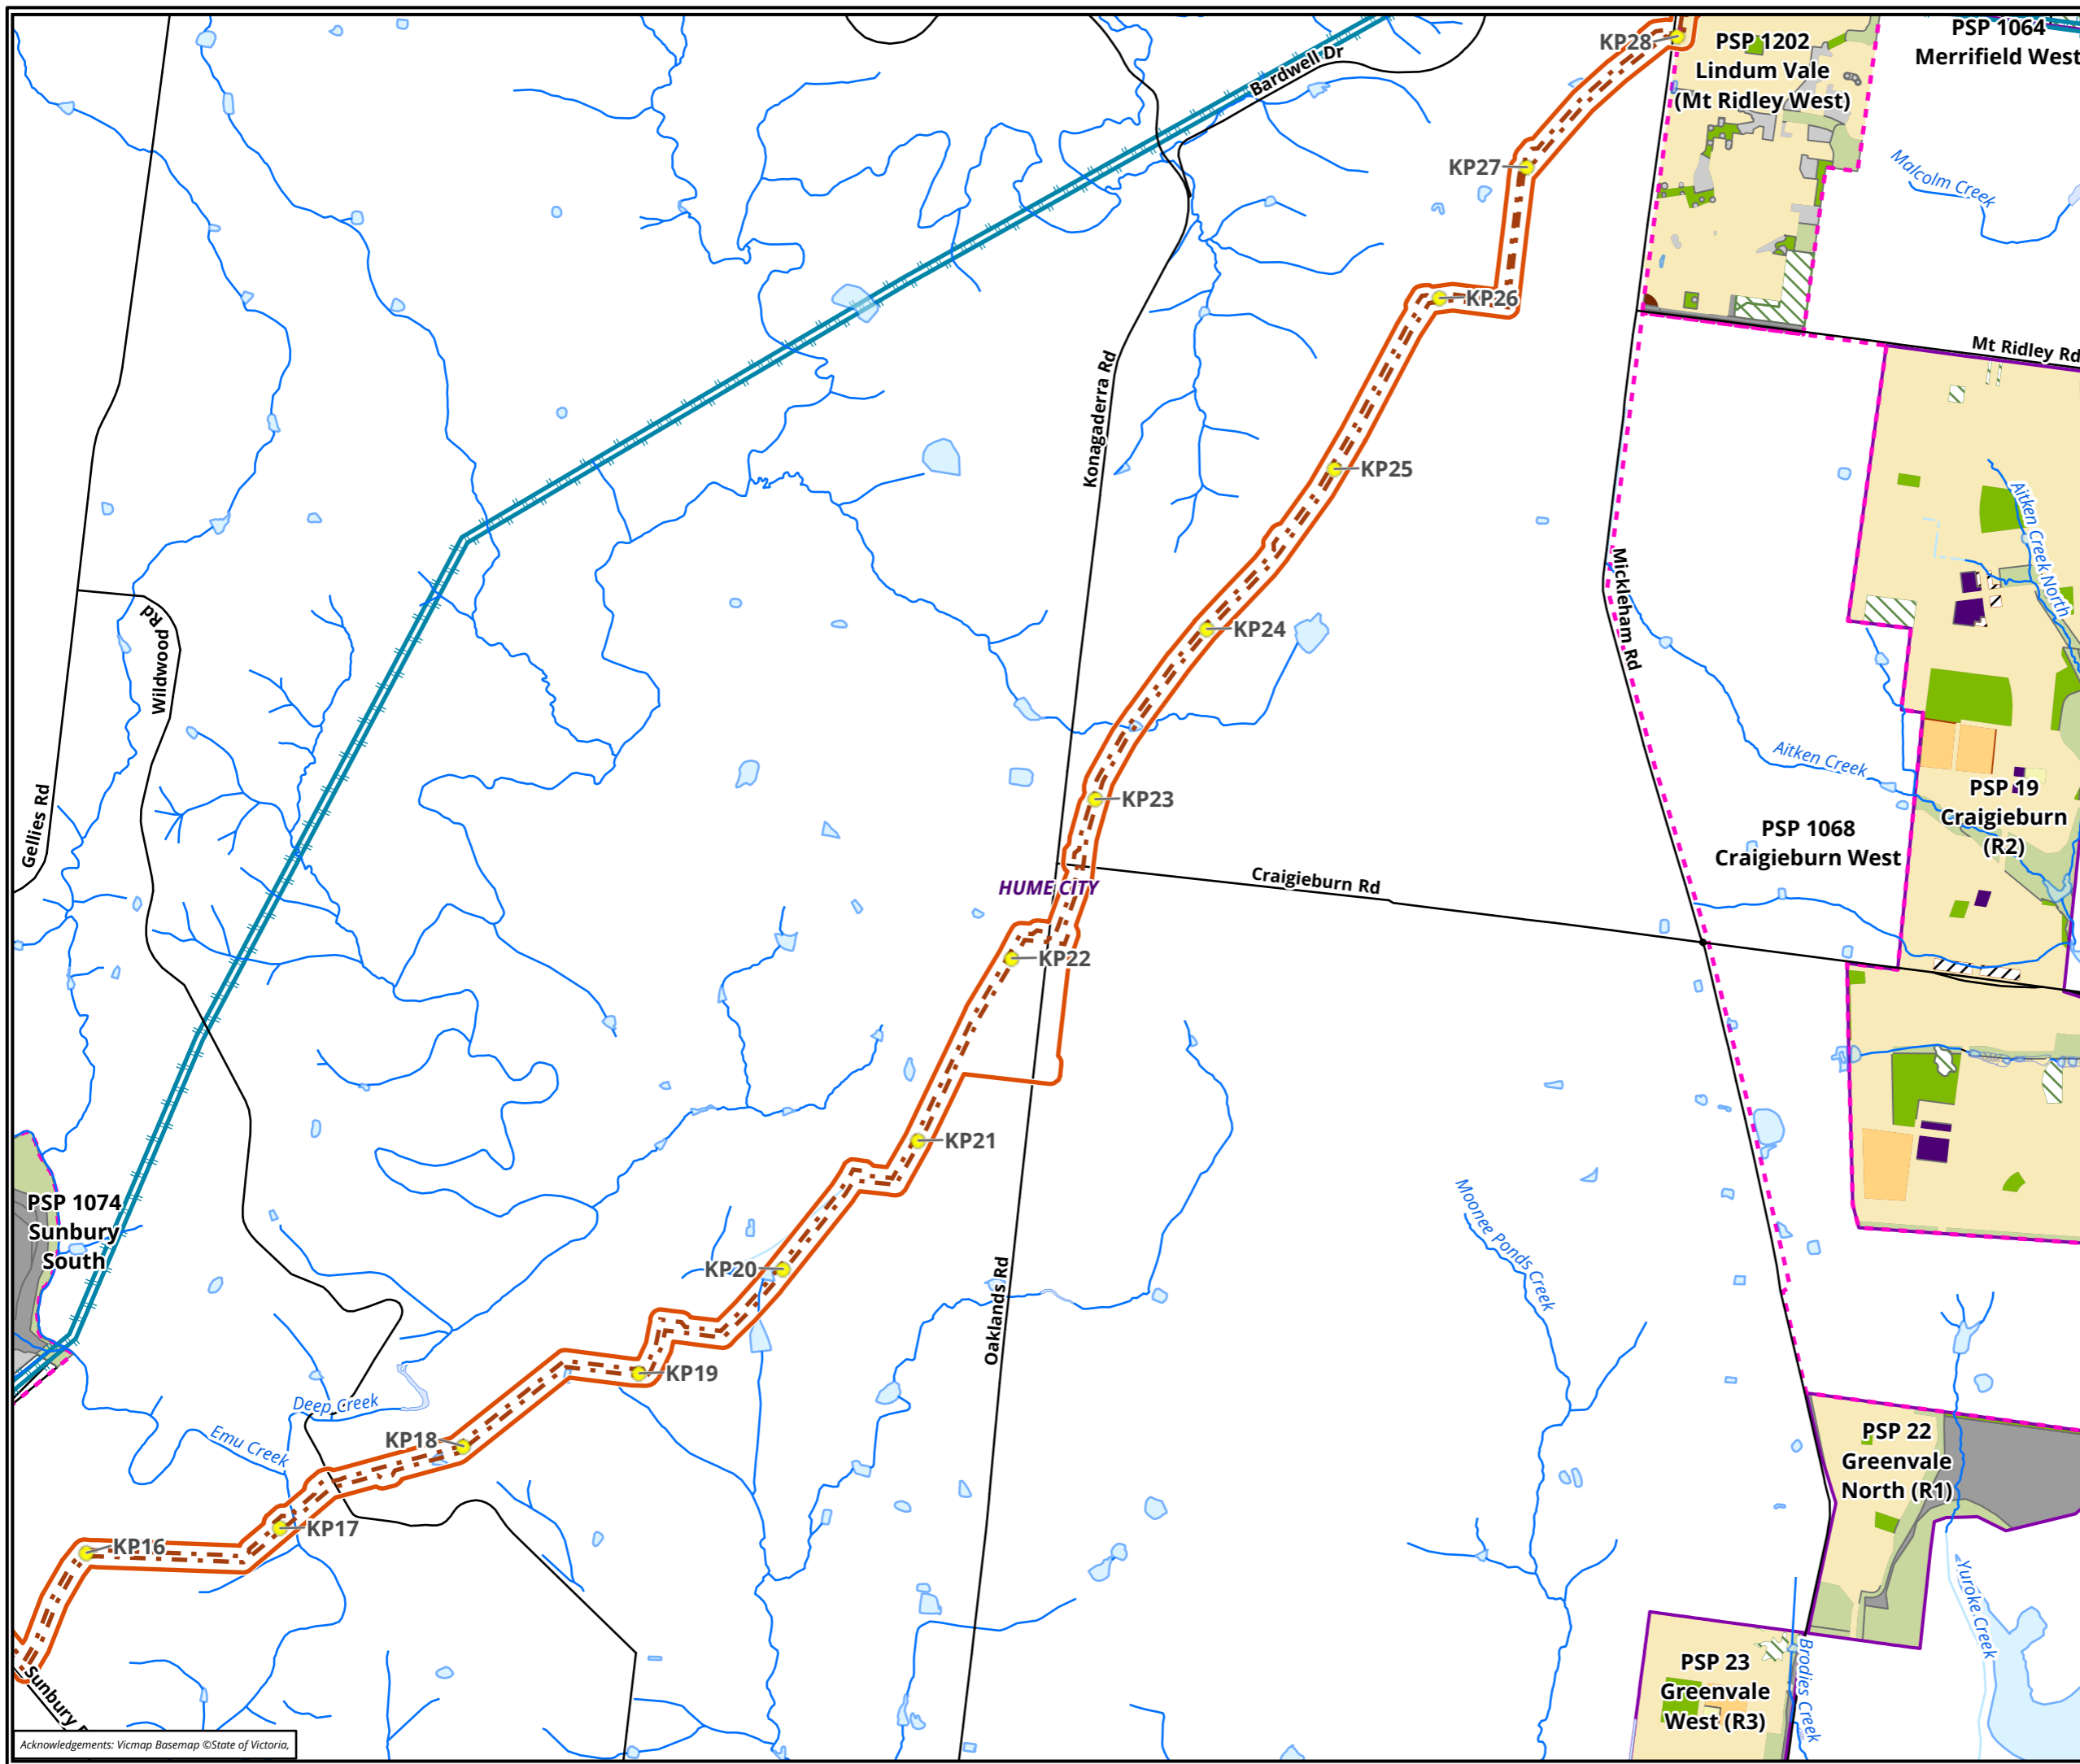 PSP 1064
Merrifield West
KP28
PSP 1202
Lindum Vale
(Mt Ridley West)
Bardwell Dr
KP27
Malcolm Creek
KP26
Mt Ridley Rd
Konagaderra Rd
KP25
Aitken Creek North
Mickleham Rd
Wildwood Rd
KP24
Aitken Creek
KP23
PSP 19
Craigieburn
(R2)
Gellies Rd
PSP 1068
Craigieburn West
Craigieburn Rd
HUME CITY
KP22
KP21
PSP 1074
Sunbury
South
Moonee Ponds Creek
KP20
Oaklands Rd
KP19
Deep Creek
Emu Creek
KP18
PSP 22
Greenvale
North (R1)
KP17
KP16
Yuroke Creek
PSP 23
Greenvale
West (R3)
Brodies Creek
Sunbury
Acknowledgements: Vicmap Basemap ©State of Victoria,